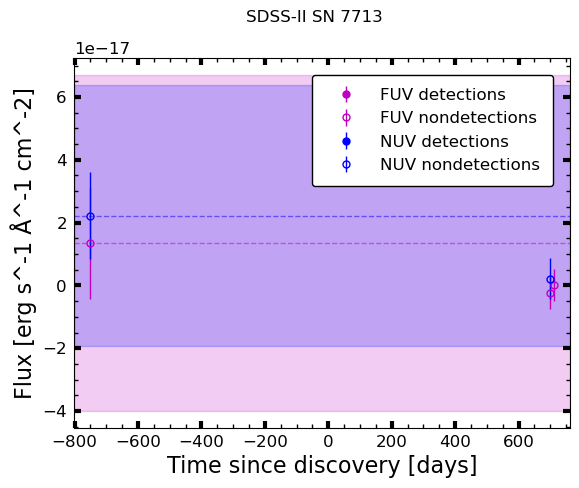 SDSS-II SN 7713
1e−17
6
4
2
0
−2
−4
Flux [erg s^-1 Å^-1 cm^-2]
FUV detections
FUV nondetections
NUV detections
NUV nondetections
−800 −600 −400 −200 0 200 400 600
Time since discovery [days]